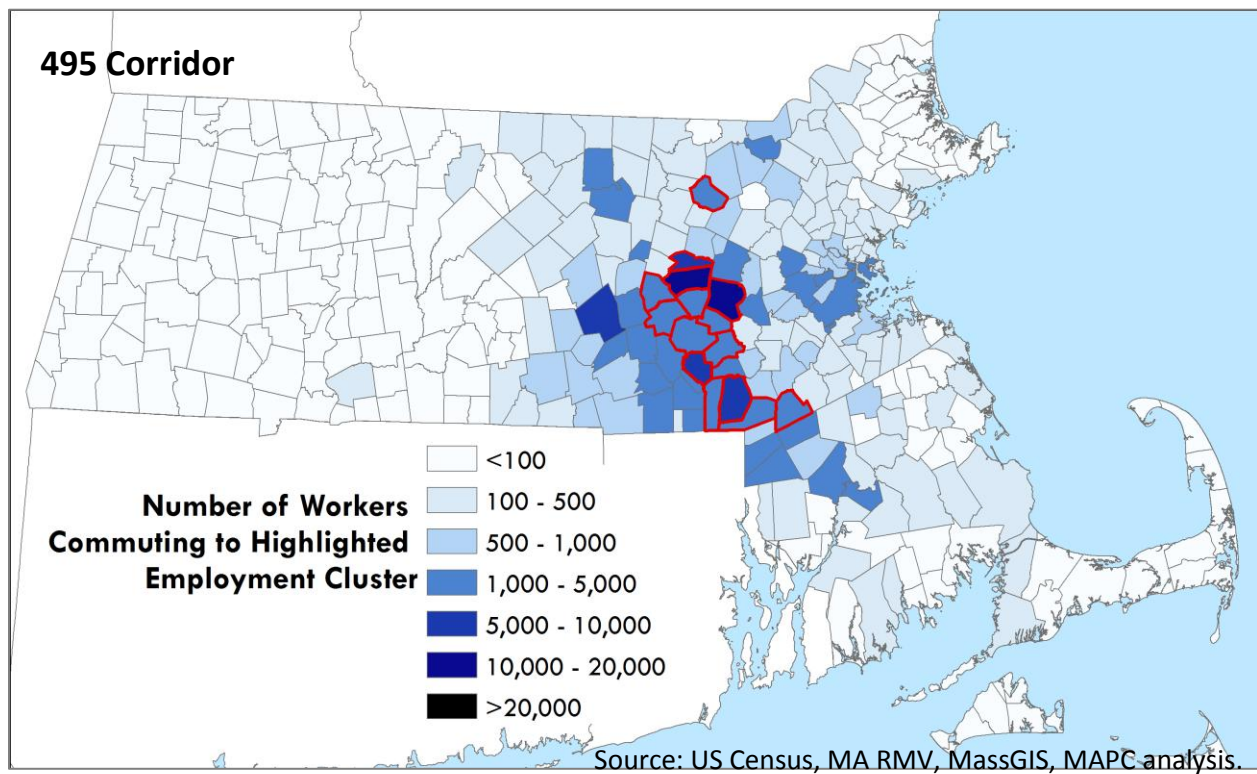 495 Corridor
Number of Workers
Commuting to Highlighted
Employment Cluster
<100
100 - 500
500 - 1,000
1,000 - 5,000
5,000 - 10,000
10,000 - 20,000
>20,000
Source: US Census, MA RMV, MassGIS, MAPC analysis.